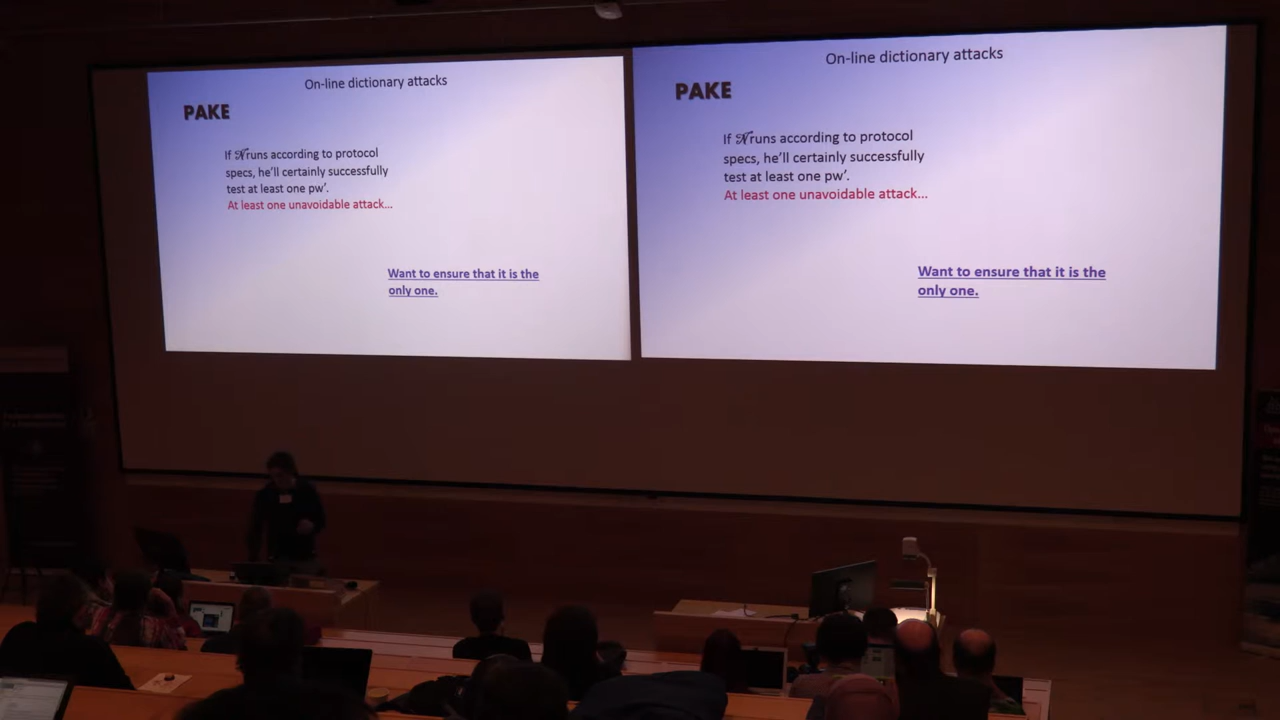 On-line dictionary attacks
PAKE
If 𝒩 runs according to protocol
specs, he'll certainly successfully
test at least one pw'.
At least one unavoidable attack...
Want to ensure that it is the
only one.
On-line dictionary attacks
PAKE
If 𝒩 runs according to protocol
specs, he'll certainly successfully
test at least one pw'.
At least one unavoidable attack...
Want to ensure that it is the
only one.